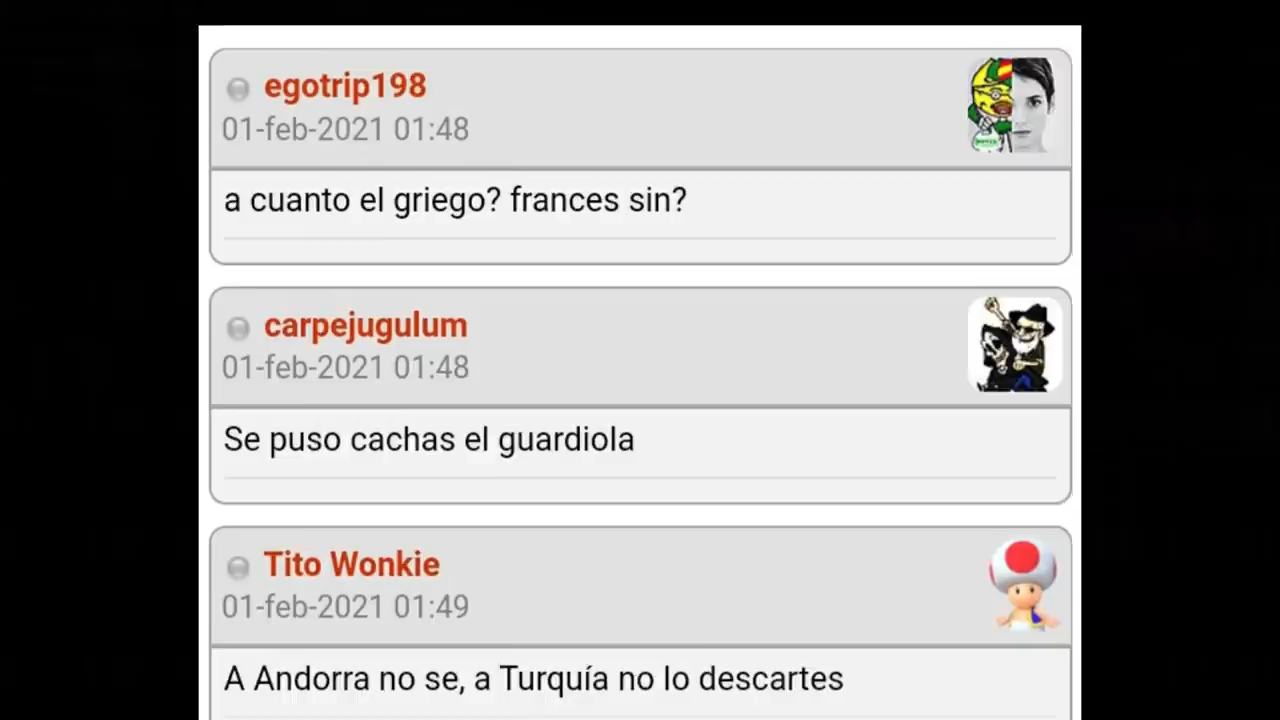 egotrip198
01-feb-2021 01:48
a cuanto el griego? frances sin?
carpejugulum
01-feb-2021 01:48
Se puso cachas el guardiola
Tito Wonkie
01-feb-2021 01:49
A Andorra no se, a Turquía no lo descartes